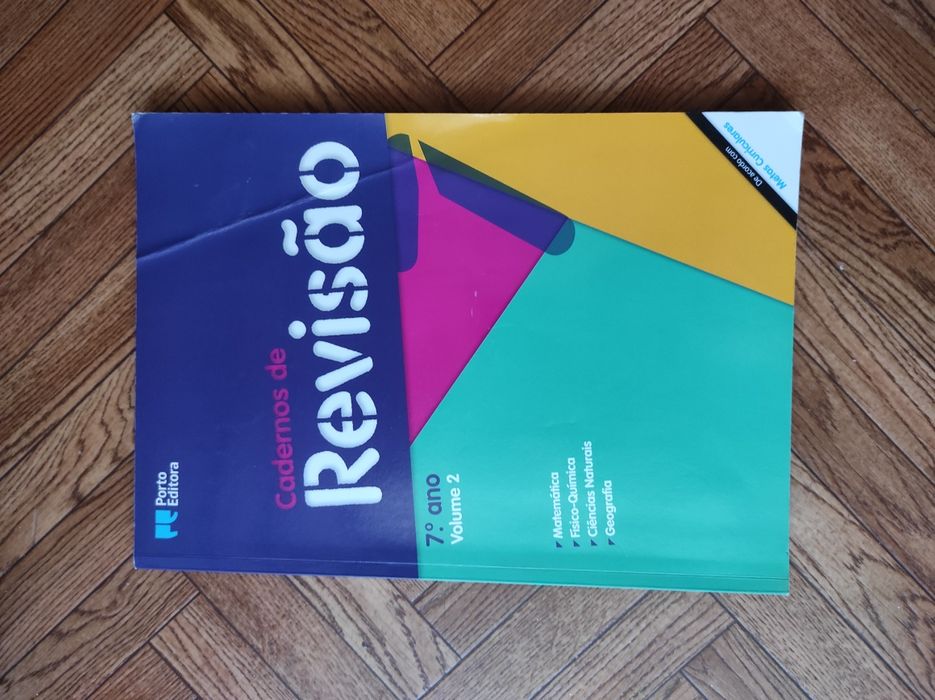 Porto
Editora
Cadernos de
Revisão
7.º ano
Volume 2
Matemática
Físico-Química
Ciências Naturais
Geografia
De acordo com
Metas Curriculares